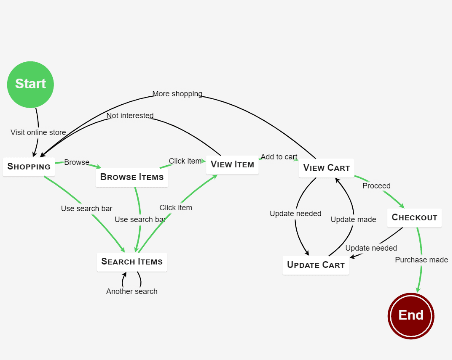 Start
More shopping
Not interested
Visit online store
Browse
Click item
Add to cart
SHOPPING
BROWSE ITEMS
VIEW ITEM
VIEW CART
Proceed
Use search bar
Click item
Use search bar
Update needed
Update made
CHECKOUT
Update needed
SEARCH ITEMS
UPDATE CART
Purchase made
Another search
End